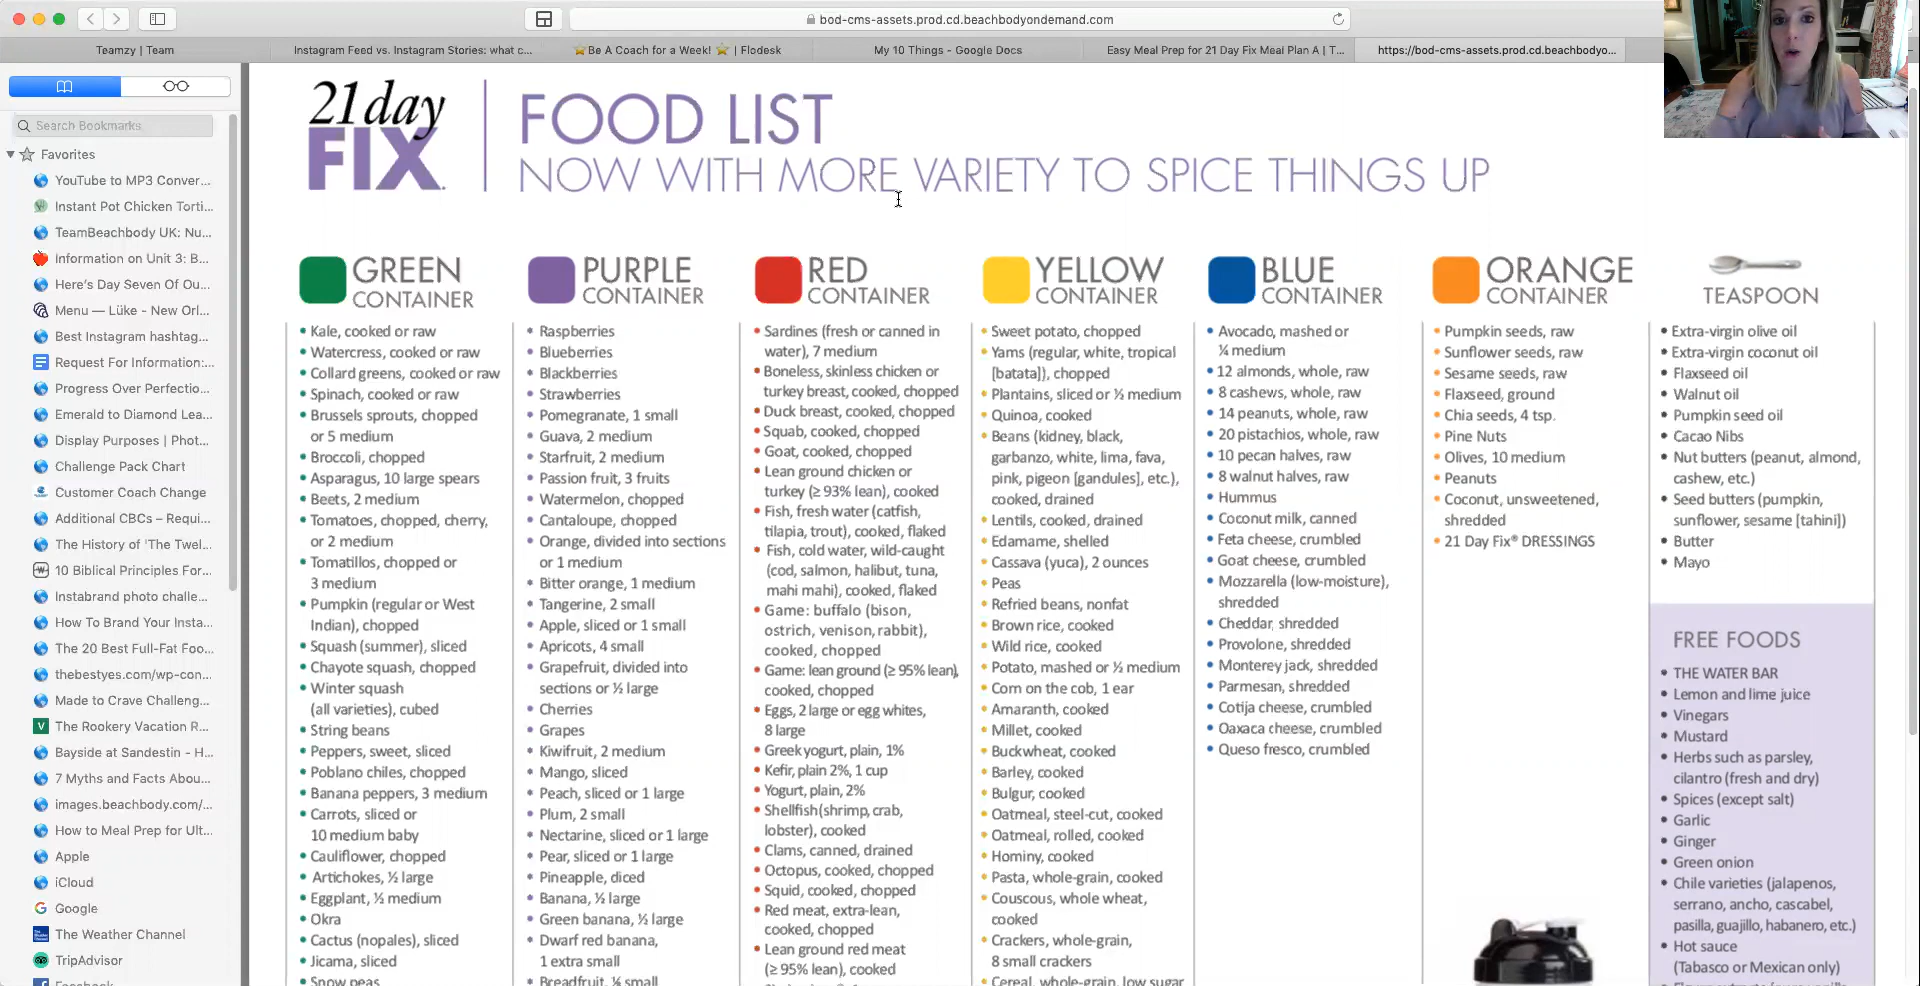 bod-cms-assets.prod.cd.beachbodyondemand.com
Teamzy | Team
Instagram Feed vs. Instagram Stories: what c...
⭐Be A Coach for a Week! ⭐ | Flodesk
My 10 Things - Google Docs
Easy Meal Prep for 21 Day Fix Meal Plan A | T...
https://bod-cms-assets.prod.cd.beachbodyo...
Search Bookmarks
Favorites
YouTube to MP3 Conver...
Instant Pot Chicken Torti...
TeamBeachbody UK: Nu...
Information on Unit 3: B...
Here's Day Seven Of Ou...
Menu — Lüke - New Orl...
Best Instagram hashtag...
Request For Information:...
Progress Over Perfectio...
Emerald to Diamond Lea...
Display Purposes | Phot...
Challenge Pack Chart
Customer Coach Change
Additional CBCs – Requi...
The History of 'The Twel...
10 Biblical Principles For...
Instabrand photo challe...
How To Brand Your Insta...
The 20 Best Full-Fat Foo...
thebestyes.com/wp-con...
Made to Crave Challeng...
The Rookery Vacation R...
Bayside at Sandestin - H...
7 Myths and Facts Abou...
images.beachbody.com/...
How to Meal Prep for Ult...
Apple
iCloud
Google
The Weather Channel
TripAdvisor
Facebook
21 day
FIX
FOOD LIST
NOW WITH MORE VARIETY TO SPICE THINGS UP
GREEN
CONTAINER
• Kale, cooked or raw
• Watercress, cooked or raw
• Collard greens, cooked or raw
• Spinach, cooked or raw
• Brussels sprouts, chopped
or 5 medium
• Broccoli, chopped
• Asparagus, 10 large spears
• Beets, 2 medium
• Tomatoes, chopped, cherry,
or 2 medium
• Tomatillos, chopped or
3 medium
• Pumpkin (regular or West
Indian), chopped
• Squash (summer), sliced
• Chayote squash, chopped
• Winter squash
(all varieties), cubed
• String beans
• Peppers, sweet, sliced
• Poblano chiles, chopped
• Banana peppers, 3 medium
• Carrots, sliced or
10 medium baby
• Cauliflower, chopped
• Artichokes, ½ large
• Eggplant, ½ medium
• Okra
• Cactus (nopales), sliced
• Jicama, sliced
• Snow peas
PURPLE
CONTAINER
• Raspberries
• Blueberries
• Blackberries
• Strawberries
• Pomegranate, 1 small
• Guava, 2 medium
• Starfruit, 2 medium
• Passion fruit, 3 fruits
• Watermelon, chopped
• Cantaloupe, chopped
• Orange, divided into sections
or 1 medium
• Bitter orange, 1 medium
• Tangerine, 2 small
• Apple, sliced or 1 small
• Apricots, 4 small
• Grapefruit, divided into
sections or ½ large
• Cherries
• Grapes
• Kiwifruit, 2 medium
• Mango, sliced
• Peach, sliced or 1 large
• Plum, 2 small
• Nectarine, sliced or 1 large
• Pear, sliced or 1 large
• Pineapple, diced
• Banana, ½ large
• Green banana, ½ large
• Dwarf red banana,
1 extra small
• Breadfruit, ⅛ small
RED
CONTAINER
• Sardines (fresh or canned in
water), 7 medium
• Boneless, skinless chicken or
turkey breast, cooked, chopped
• Duck breast, cooked, chopped
• Squab, cooked, chopped
• Goat, cooked, chopped
• Lean ground chicken or
turkey (≥ 93% lean), cooked
• Fish, fresh water (catfish,
tilapia, trout), cooked, flaked
• Fish, cold water, wild-caught
(cod, salmon, halibut, tuna,
mahi mahi), cooked, flaked
• Game: buffalo (bison,
ostrich, venison, rabbit),
cooked, chopped
• Game: lean ground (≥ 95% lean),
cooked, chopped
• Eggs, 2 large or egg whites,
8 large
• Greek yogurt, plain, 1%
• Kefir, plain 2%, 1 cup
• Yogurt, plain, 2%
• Shellfish (shrimp, crab,
lobster), cooked
• Clams, canned, drained
• Octopus, cooked, chopped
• Squid, cooked, chopped
• Red meat, extra-lean,
cooked, chopped
• Lean ground red meat
(≥ 95% lean), cooked
YELLOW
CONTAINER
• Sweet potato, chopped
• Yams (regular, white, tropical
[batata]), chopped
• Plantains, sliced or ½ medium
• Quinoa, cooked
• Beans (kidney, black,
garbanzo, white, lima, fava,
pink, pigeon [gandules], etc.),
cooked, drained
• Lentils, cooked, drained
• Edamame, shelled
• Cassava (yuca), 2 ounces
• Peas
• Refried beans, nonfat
• Brown rice, cooked
• Wild rice, cooked
• Potato, mashed or ½ medium
• Corn on the cob, 1 ear
• Amaranth, cooked
• Millet, cooked
• Buckwheat, cooked
• Barley, cooked
• Bulgur, cooked
• Oatmeal, steel-cut, cooked
• Oatmeal, rolled, cooked
• Hominy, cooked
• Pasta, whole-grain, cooked
• Couscous, whole wheat,
cooked
• Crackers, whole-grain,
8 small crackers
• Cereal, whole-grain, low sugar
BLUE
CONTAINER
• Avocado, mashed or
¼ medium
• 12 almonds, whole, raw
• 8 cashews, whole, raw
• 14 peanuts, whole, raw
• 20 pistachios, whole, raw
• 10 pecan halves, raw
• 8 walnut halves, raw
• Hummus
• Coconut milk, canned
• Feta cheese, crumbled
• Goat cheese, crumbled
• Mozzarella (low-moisture),
shredded
• Cheddar, shredded
• Provolone, shredded
• Monterey jack, shredded
• Parmesan, shredded
• Cotija cheese, crumbled
• Oaxaca cheese, crumbled
• Queso fresco, crumbled
ORANGE
CONTAINER
• Pumpkin seeds, raw
• Sunflower seeds, raw
• Sesame seeds, raw
• Flaxseed, ground
• Chia seeds, 4 tsp.
• Pine Nuts
• Olives, 10 medium
• Peanuts
• Coconut, unsweetened,
shredded
• 21 Day Fix® DRESSINGS
TEASPOON
• Extra-virgin olive oil
• Extra-virgin coconut oil
• Flaxseed oil
• Walnut oil
• Pumpkin seed oil
• Cacao Nibs
• Nut butters (peanut, almond,
cashew, etc.)
• Seed butters (pumpkin,
sunflower, sesame [tahini])
• Butter
• Mayo
FREE FOODS
• THE WATER BAR
• Lemon and lime juice
• Vinegars
• Mustard
• Herbs such as parsley,
cilantro (fresh and dry)
• Spices (except salt)
• Garlic
• Ginger
• Green onion
• Chile varieties (jalapenos,
serrano, ancho, cascabel,
pasilla, guajillo, habanero, etc.)
• Hot sauce
(Tabasco or Mexican only)